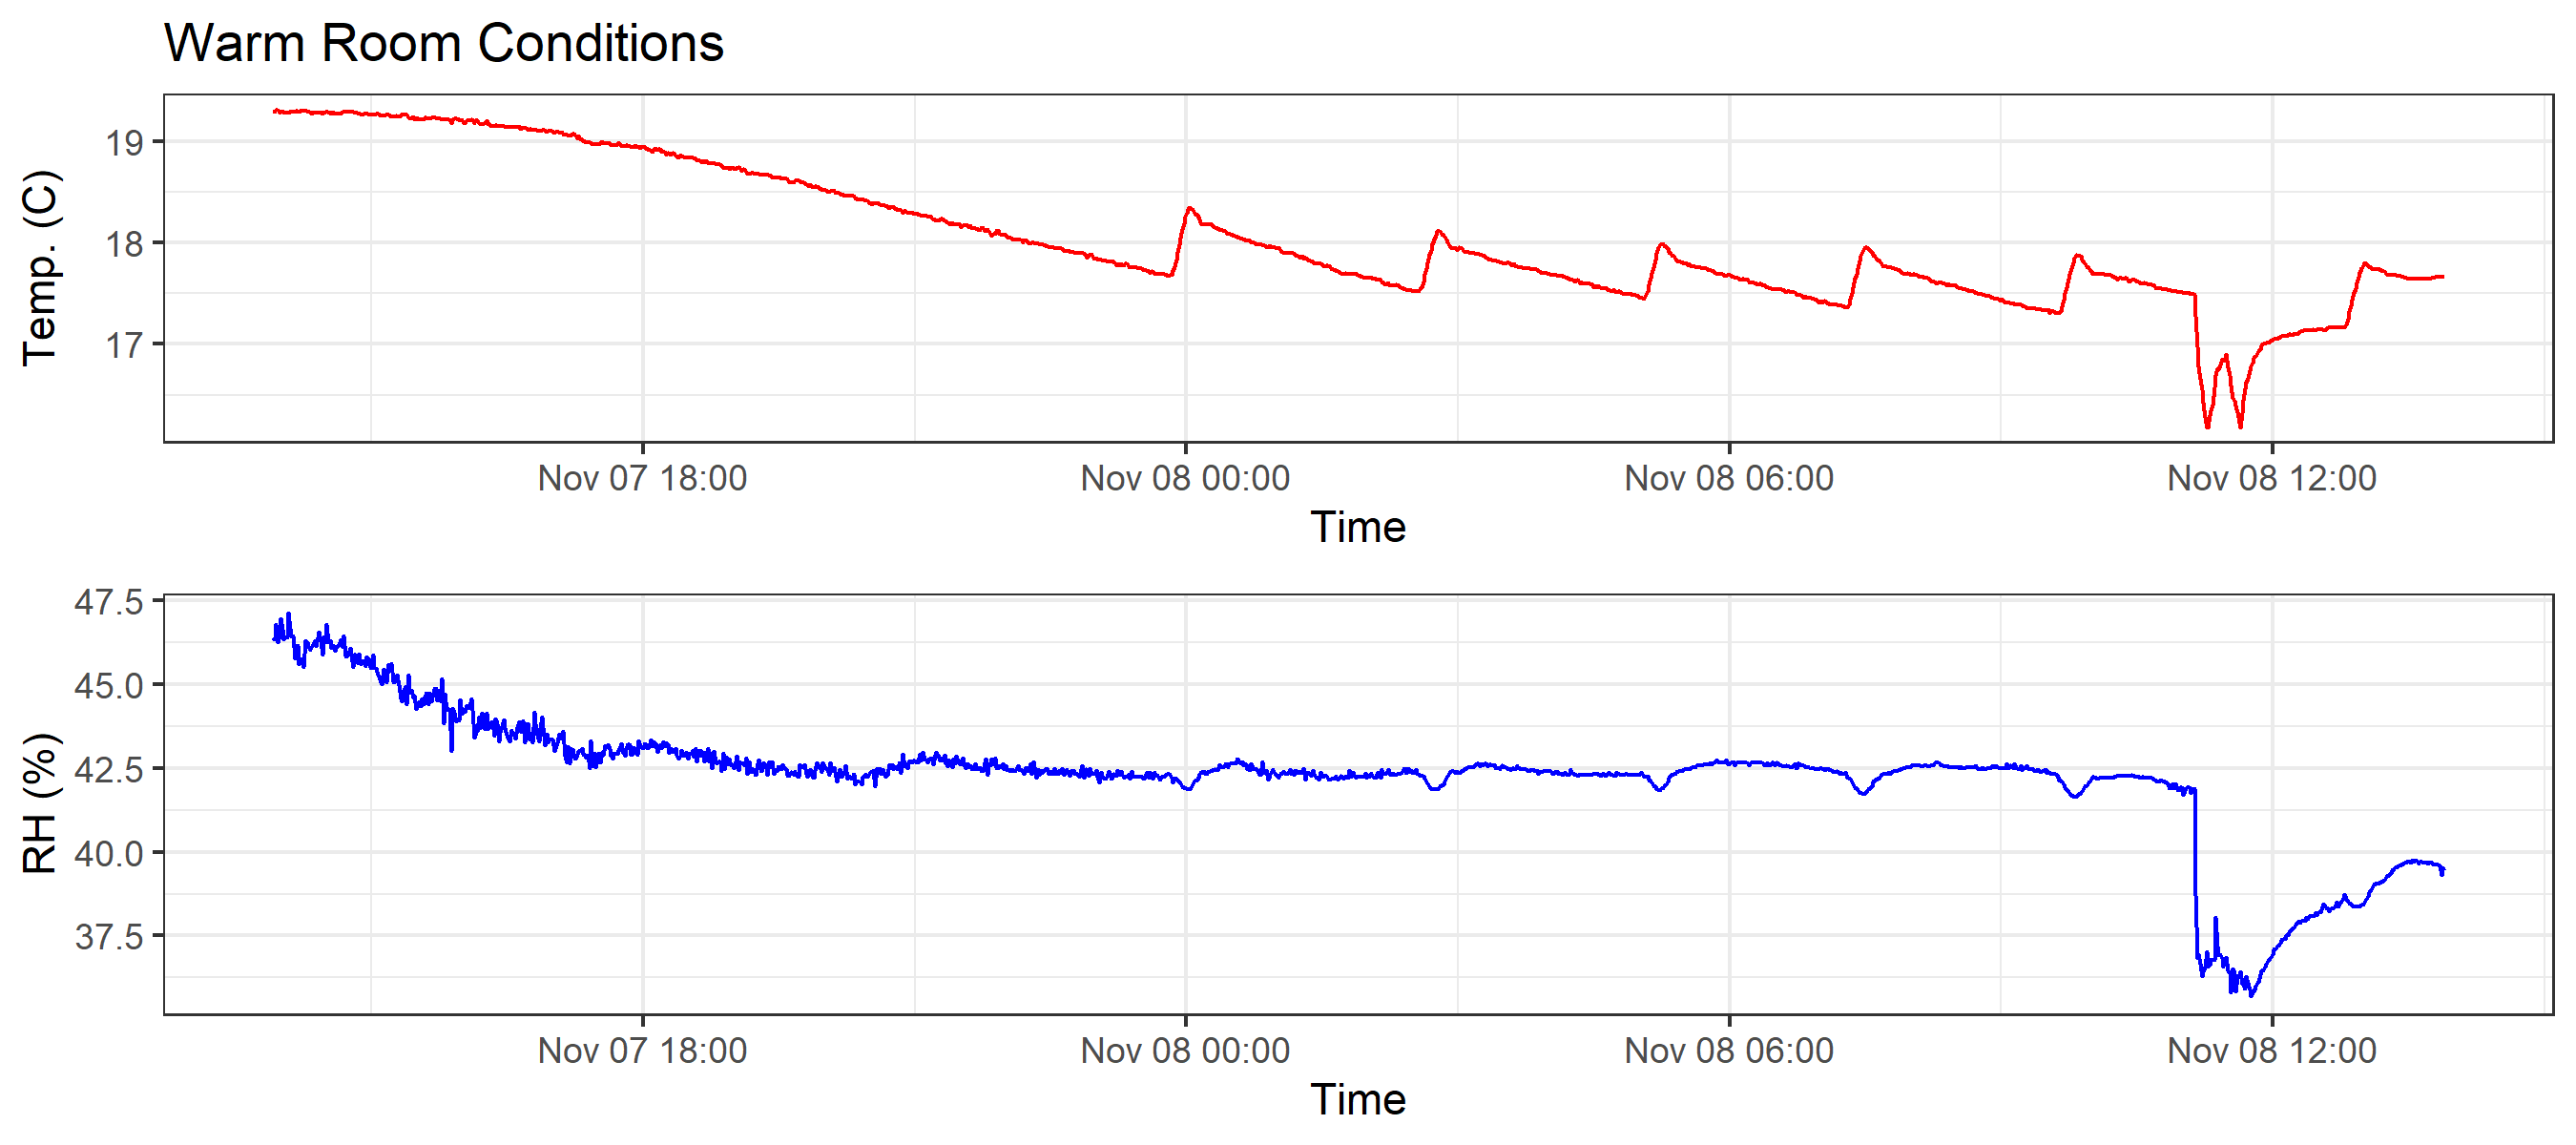 Warm Room Conditions
Temp. (C)
19
18
17
Nov 07 18:00 Nov 08 00:00 Nov 08 06:00 Nov 08 12:00
Time
RH (%)
47.5
45.0
42.5
40.0
37.5
Nov 07 18:00 Nov 08 00:00 Nov 08 06:00 Nov 08 12:00
Time